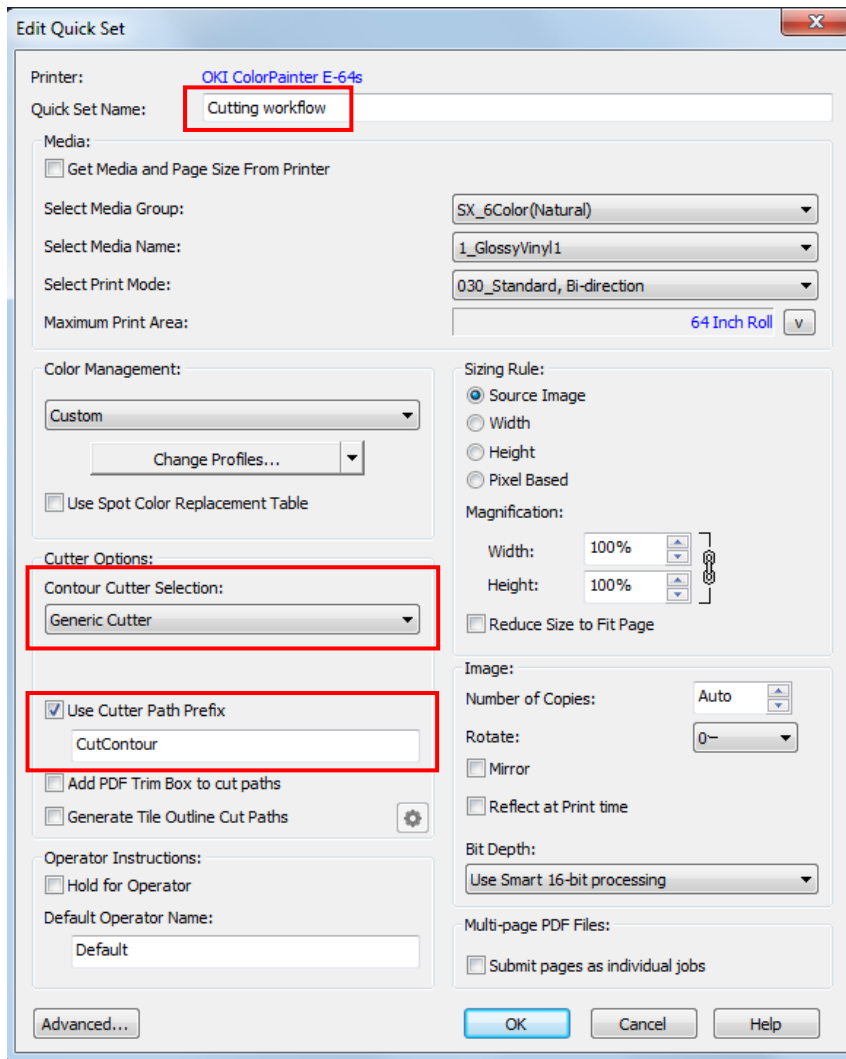 Edit Quick Set
Printer: OKI ColorPainter E-64s
Quick Set Name: Cutting workflow
Media:
Get Media and Page Size From Printer
Select Media Group: SX_6Color(Natural)
Select Media Name: 1_GlossyVinyl1
Select Print Mode: 030_Standard, Bi-direction
Maximum Print Area: 64 Inch Roll v
Color Management:
Custom
Change Profiles...
Use Spot Color Replacement Table
Cutter Options:
Contour Cutter Selection:
Generic Cutter
Use Cutter Path Prefix
CutContour
Add PDF Trim Box to cut paths
Generate Tile Outline Cut Paths
Operator Instructions:
Hold for Operator
Default Operator Name:
Default
Sizing Rule:
Source Image
Width
Height
Pixel Based
Magnification:
Width: 100%
Height: 100%
Reduce Size to Fit Page
Image:
Number of Copies: Auto
Rotate: 0
Mirror
Reflect at Print time
Bit Depth:
Use Smart 16-bit processing
Multi-page PDF Files:
Submit pages as individual jobs
Advanced...
OK Cancel Help